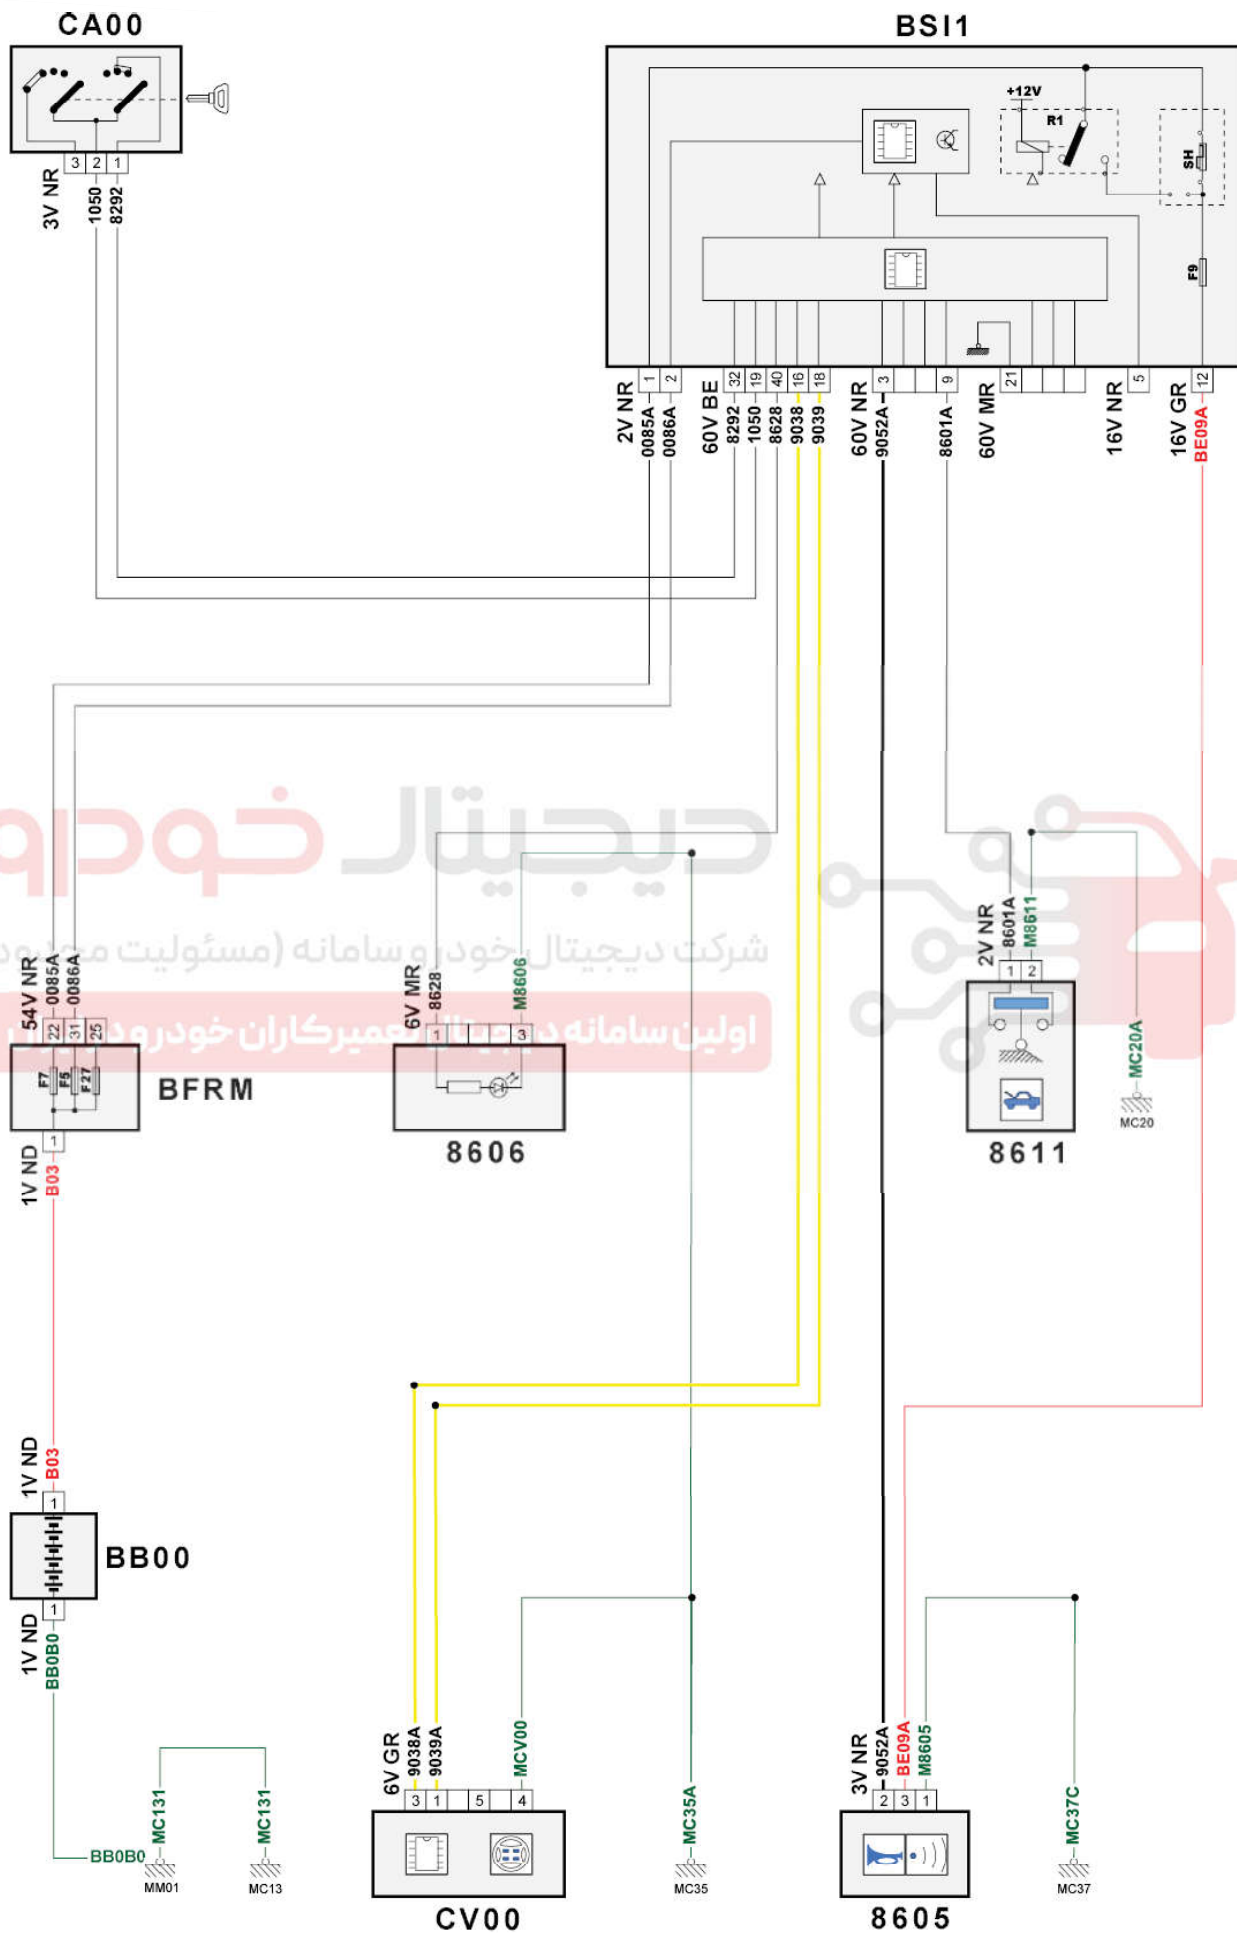 CA00
BSI1
+12V
R1
SH
F9
3 2 1
3V NR
1050
8292
1 2
32 19 40 16 18
3
9
21
5
12
2V NR
0085A
0086A
60V BE
8292
1050
8628
9038
9039
60V NR
9052A
8601A
60V MR
16V NR
16V GR
BE09A
دیجیتال خودرو
شرکت دیجیتال خودرو سامانه (مسئولیت محدود
اولین سامانه دیجیتال تعمیرکاران خودرو در ایران
54V NR
0085A
0086A
22 31 25
F7
F5
F27
BFRM
1
1V ND
B03
6V MR
8628
M8606
1
3
8606
2V NR
8601A
M8611
1 2
8611
MC20A
MC20
1V ND
B03
1
BB00
1
1V ND
BB0B0
BB0B0
MC131
MC131
MM01
MC13
6V GR
9038A
9039A
MCV00
3 1
5
4
CV00
MC35A
MC35
3V NR
9052A
BE09A
M8605
2 3 1
8605
MC37C
MC37